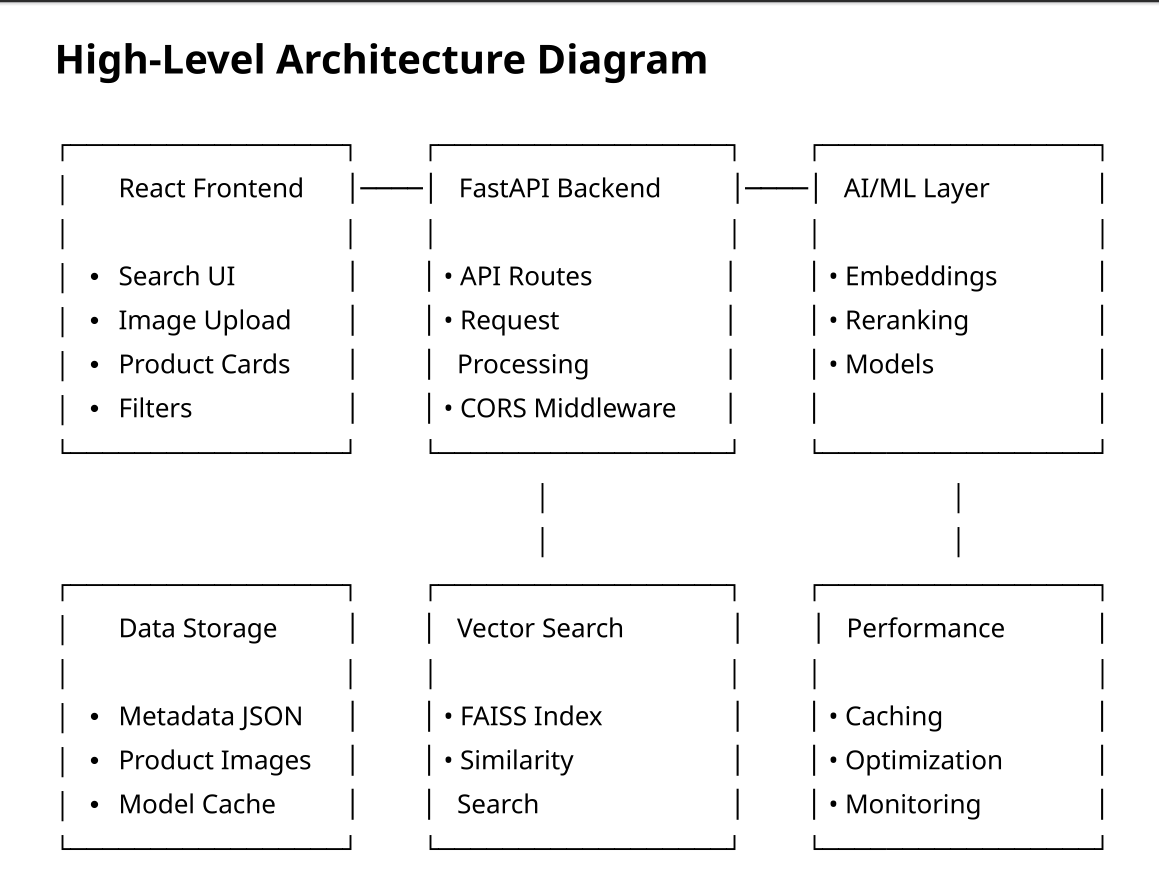 High-Level Architecture Diagram
React Frontend
• Search UI
• Image Upload
• Product Cards
• Filters
FastAPI Backend
• API Routes
• Request
Processing
• CORS Middleware
AI/ML Layer
• Embeddings
• Reranking
• Models
Data Storage
• Metadata JSON
• Product Images
• Model Cache
Vector Search
• FAISS Index
• Similarity
Search
Performance
• Caching
• Optimization
• Monitoring